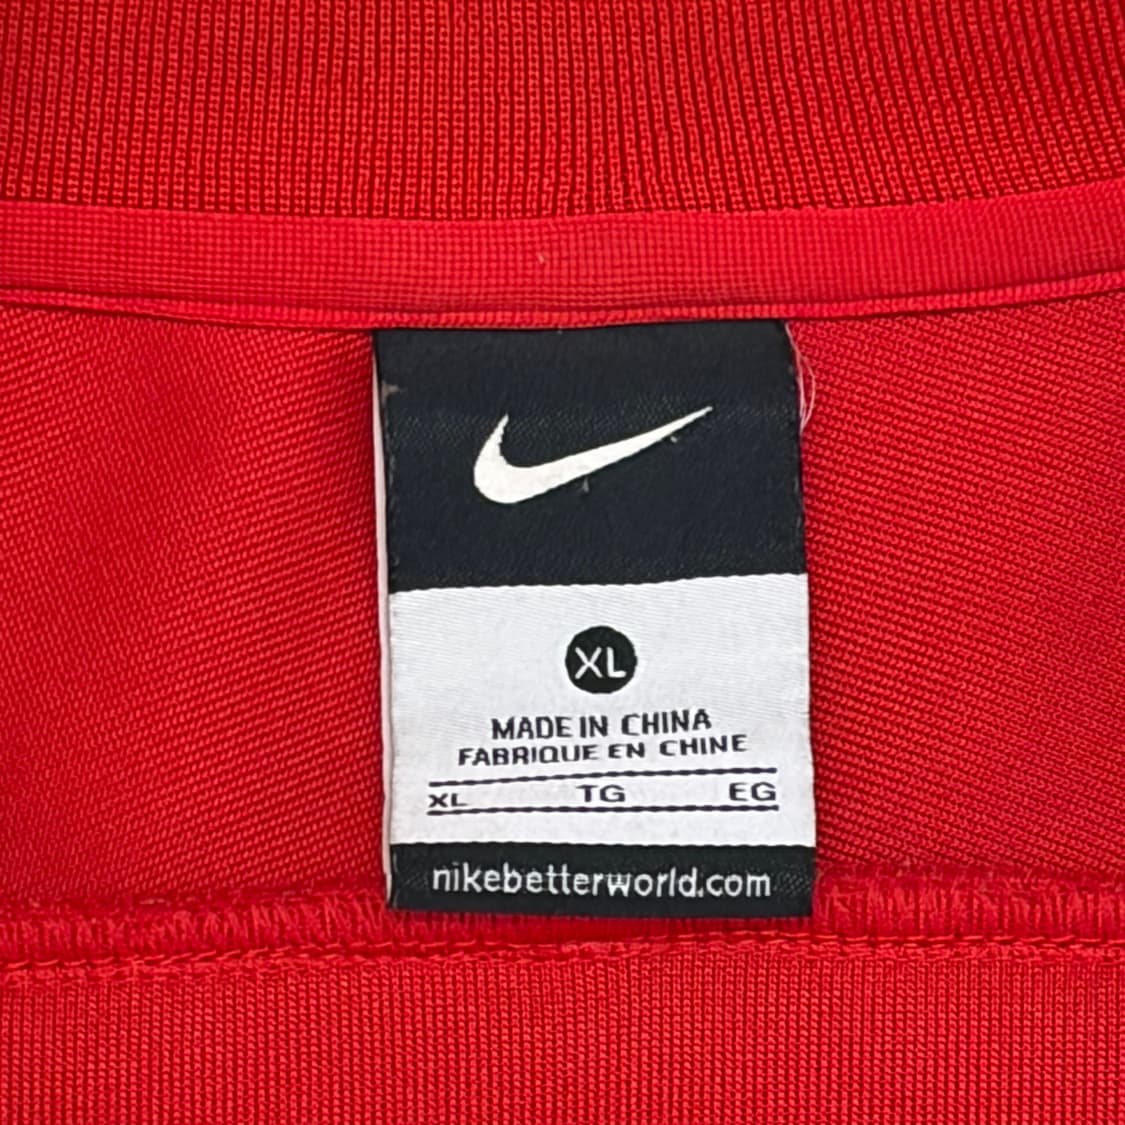 XL
MADE IN CHINA
FABRIQUE EN CHINE
XL TG EG
nikebetterworld.com